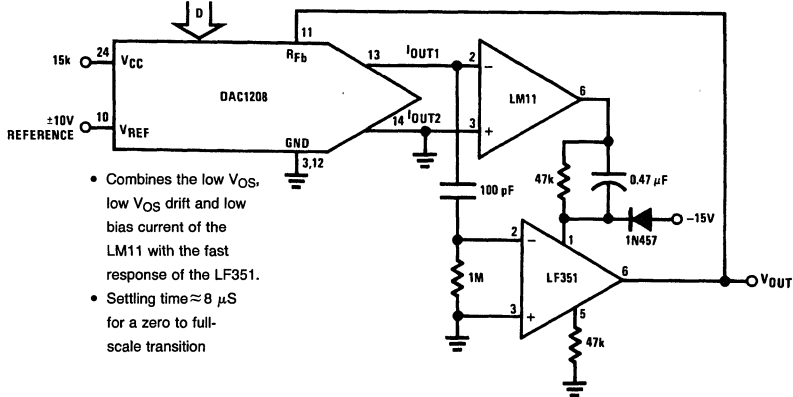 D
11
RFb
24
15k
VCC
13
IOUT1
2
−
LM11
6
DAC1208
±10V
REFERENCE
10
VREF
14
IOUT2
3
+
GND
3,12
47k
0.47 µF
100 pF
1
1N457
−15V
• Combines the low VOS,
low VOS drift and low
bias current of the
LM11 with the fast
response of the LF351.
• Settling time ≈ 8 µS
for a zero to full-
scale transition
2
−
1M
LF351
6
VOUT
3
+
5
47k